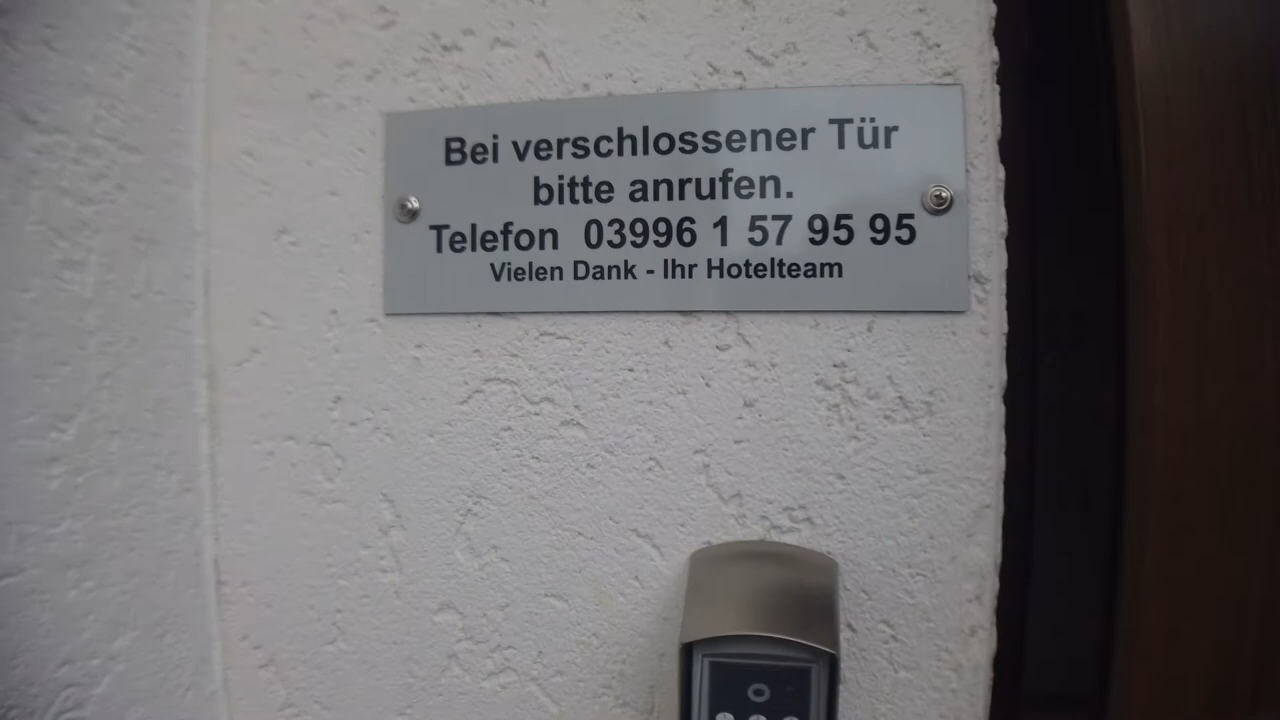 Bei verschlossener Tür
bitte anrufen.
Telefon 03996 1 57 95 95
Vielen Dank - Ihr Hotelteam